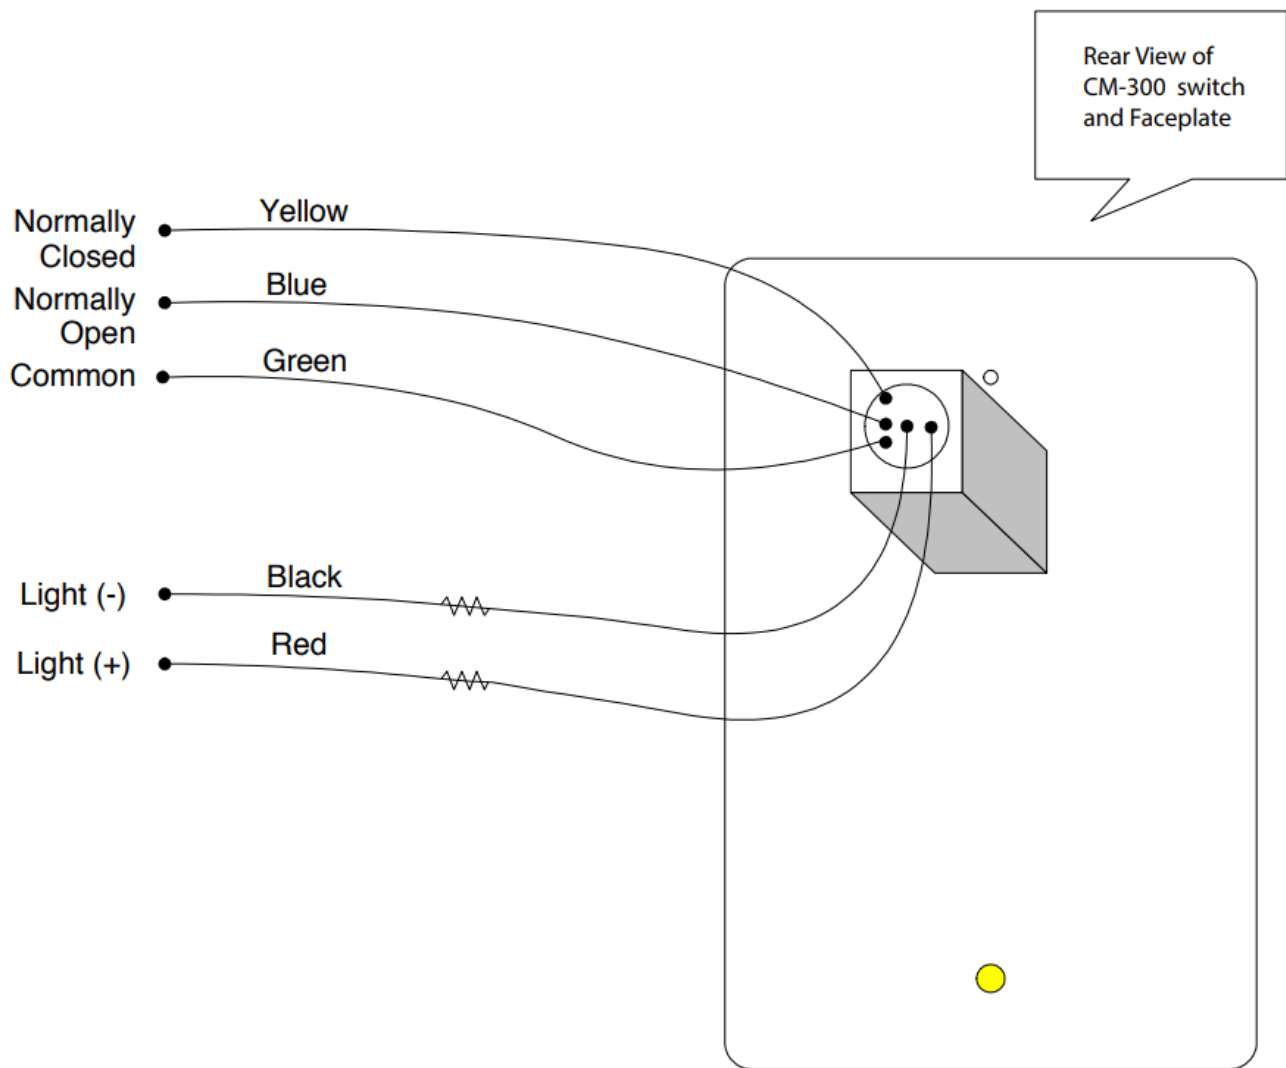 Rear View of
CM-300 switch
and Faceplate
Yellow
Normally
Closed
Blue
Normally
Open
Green
Common
Black
Light (-)
Red
Light (+)